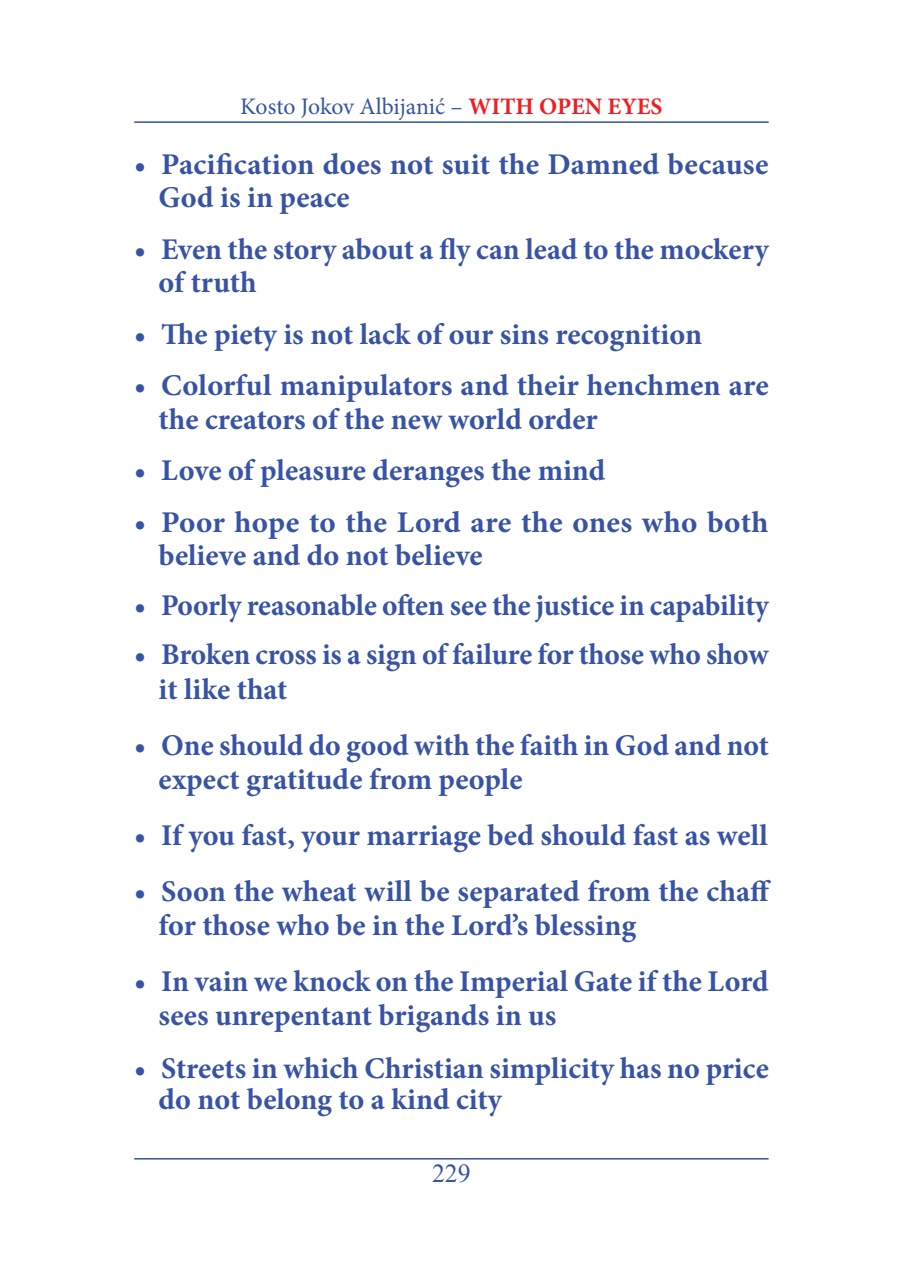 Kosto Jokov Albijanić – WITH OPEN EYES
• Pacification does not suit the Damned because
God is in peace
• Even the story about a fly can lead to the mockery
of truth
• The piety is not lack of our sins recognition
• Colorful manipulators and their henchmen are
the creators of the new world order
• Love of pleasure deranges the mind
• Poor hope to the Lord are the ones who both
believe and do not believe
• Poorly reasonable often see the justice in capability
• Broken cross is a sign of failure for those who show
it like that
• One should do good with the faith in God and not
expect gratitude from people
• If you fast, your marriage bed should fast as well
• Soon the wheat will be separated from the chaff
for those who be in the Lord’s blessing
• In vain we knock on the Imperial Gate if the Lord
sees unrepentant brigands in us
• Streets in which Christian simplicity has no price
do not belong to a kind city
229